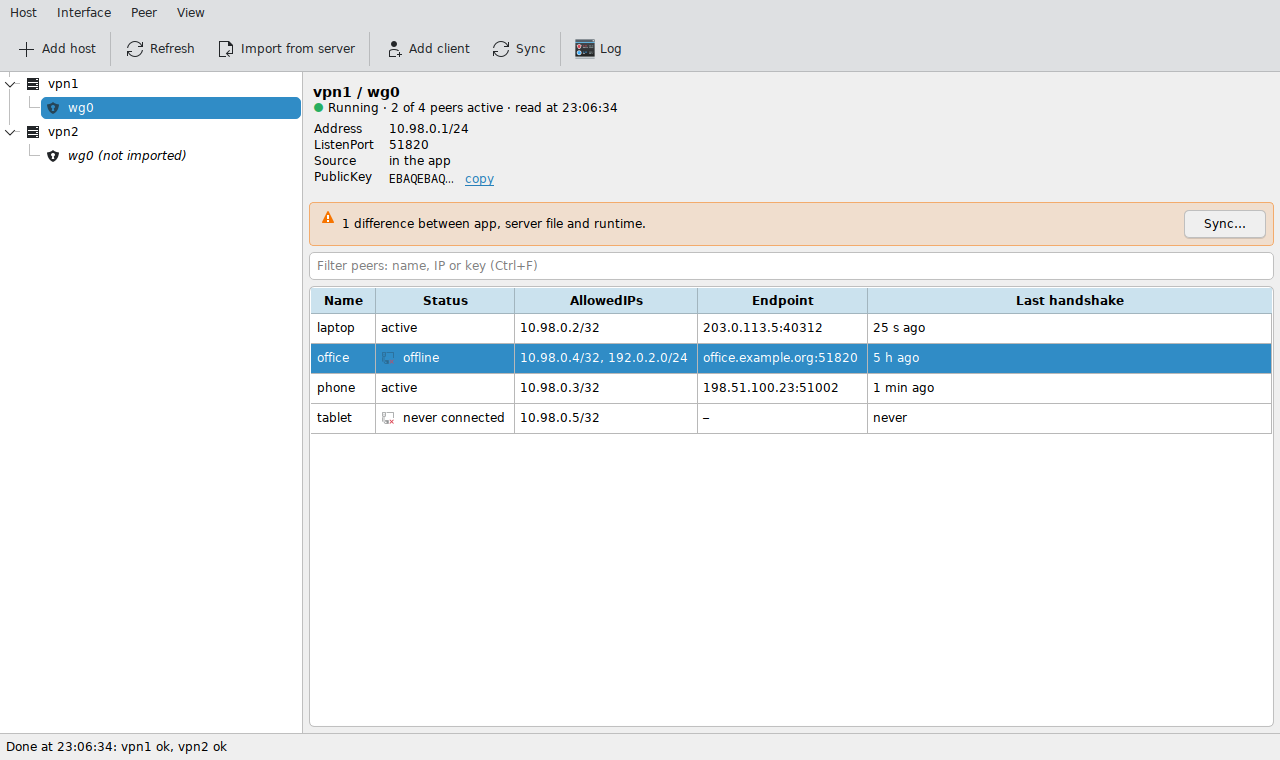 Host Interface Peer View
Add host Refresh Import from server Add client Sync Log
vpn1
wg0
vpn2
wg0 (not imported)
vpn1 / wg0
Running · 2 of 4 peers active · read at 23:06:34
Address 10.98.0.1/24
ListenPort 51820
Source in the app
PublicKey EBAQEBAQ… copy
1 difference between app, server file and runtime.
Sync…
Filter peers: name, IP or key (Ctrl+F)
Name Status AllowedIPs Endpoint Last handshake
laptop active 10.98.0.2/32 203.0.113.5:40312 25 s ago
office offline 10.98.0.4/32, 192.0.2.0/24 office.example.org:51820 5 h ago
phone active 10.98.0.3/32 198.51.100.23:51002 1 min ago
tablet never connected 10.98.0.5/32 – never
Done at 23:06:34: vpn1 ok, vpn2 ok